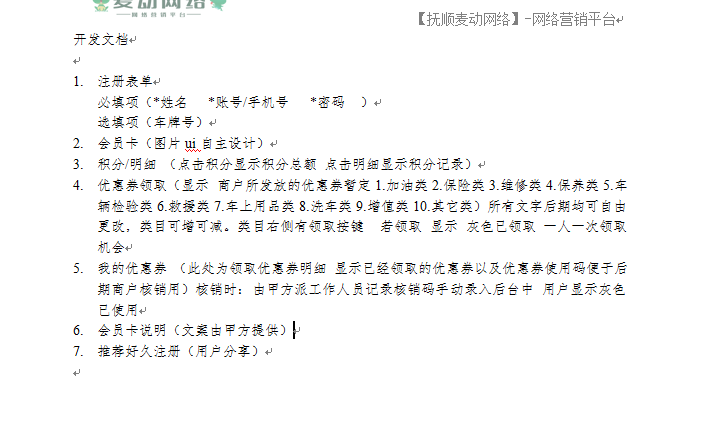 麦动网络
网络营销平台
【抚顺麦动网络】-网络营销平台
开发文档
1. 注册表单
必填项（*姓名 *账号/手机号 *密码 ）
选填项（车牌号）
2. 会员卡（图片 ui 自主设计）
3. 积分/明细 （点击积分显示积分总额 点击明细显示积分记录）
4. 优惠券领取（显示 商户所发放的优惠券暂定 1.加油类 2.保险类 3.维修类 4.保养类 5.车
辆检验类 6.救援类 7.车上用品类 8.洗车类 9.增值类 10.其它类）所有文字后期均可自由
更改，类目可增可减。类目右侧有领取按键 若领取 显示 灰色已领取 一人一次领取
机会
5. 我的优惠券 （此处为领取优惠券明细 显示已经领取的优惠券以及优惠券使用码便于后
期商户核销用）核销时：由甲方派工作人员记录核销码手动录入后台中 用户显示灰色
已使用
6. 会员卡说明（文案由甲方提供）
7. 推荐好久注册（用户分享）